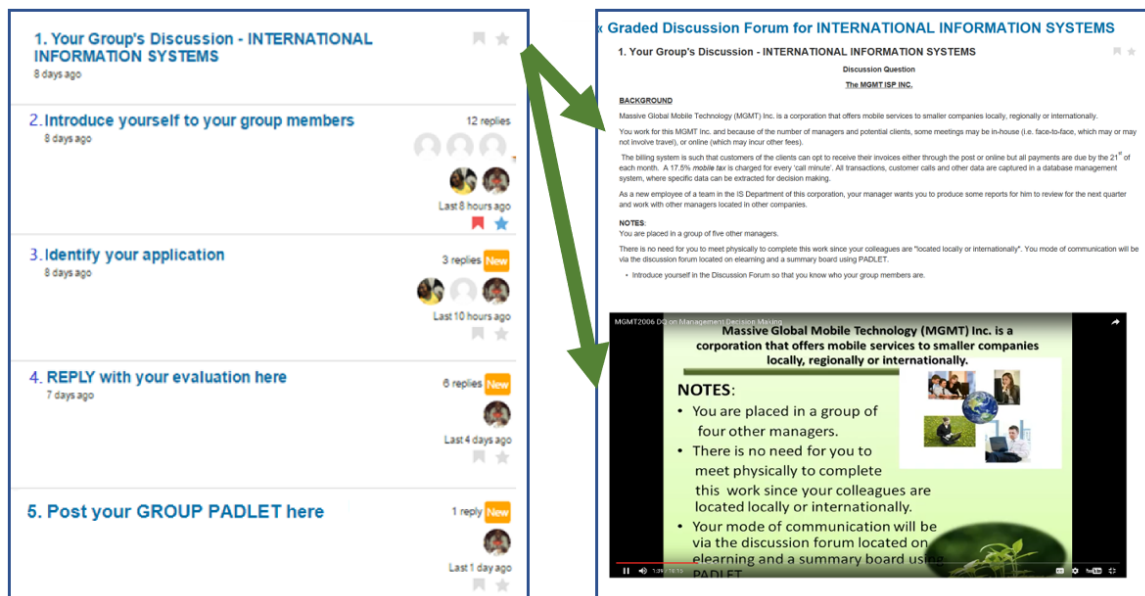 1. Your Group's Discussion - INTERNATIONAL
INFORMATION SYSTEMS
8 days ago
2. Introduce yourself to your group members
8 days ago
12 replies
Last 8 hours ago
3. Identify your application
8 days ago
3 replies New
Last 10 hours ago
4. REPLY with your evaluation here
7 days ago
6 replies New
Last 4 days ago
5. Post your GROUP PADLET here
1 reply New
Last 1 day ago
Graded Discussion Forum for INTERNATIONAL INFORMATION SYSTEMS
1. Your Group's Discussion - INTERNATIONAL INFORMATION SYSTEMS
Discussion Question
The MGMT ISP INC.
BACKGROUND
Massive Global Mobile Technology (MGMT) Inc. is a corporation that offers mobile services to smaller companies locally, regionally or internationally.
You work for this MGMT Inc. and because of the number of managers and potential clients, some meetings may be in-house (i.e. face-to-face, which may or may
not involve travel), or online (which may incur other fees).
The billing system is such that customers of the clients can opt to receive their invoices either through the post or online but all payments are due by the 21st of
each month. A 17.5% mobile tax is charged for every 'call minute'. All transactions, customer calls and other data are captured in a database management
system, where specific data can be extracted for decision making.
As a new employee of a team in the IS Department of this corporation, your manager wants you to produce some reports for him to review for the next quarter
and work with other managers located in other companies.
NOTES:
You are placed in a group of five other managers.
There is no need for you to meet physically to complete this work since your colleagues are "located locally or internationally". You mode of communication will be
via the discussion forum located on elearning and a summary board using PADLET.
• Introduce yourself in the Discussion Forum so that you know who your group members are.
MGMT2006 DQ on Management Decision Making
Massive Global Mobile Technology (MGMT) Inc. is a
corporation that offers mobile services to smaller companies
locally, regionally or internationally.
NOTES:
• You are placed in a group of
four other managers.
• There is no need for you to
meet physically to complete
this work since your colleagues are
located locally or internationally.
• Your mode of communication will be
via the discussion forum located on
elearning and a summary board using
PADLET